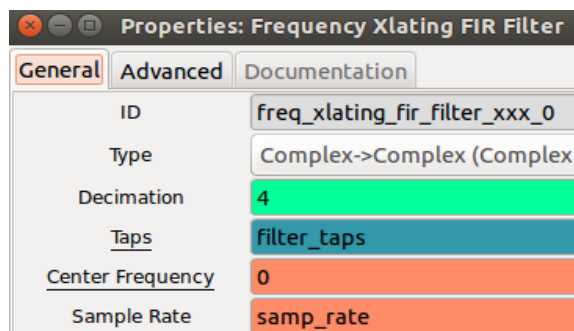 Properties: Frequency Xlating FIR Filter
General Advanced Documentation
ID freq_xlating_fir_filter_xxx_0
Type Complex->Complex (Complex
Decimation 4
Taps filter_taps
Center Frequency 0
Sample Rate samp_rate